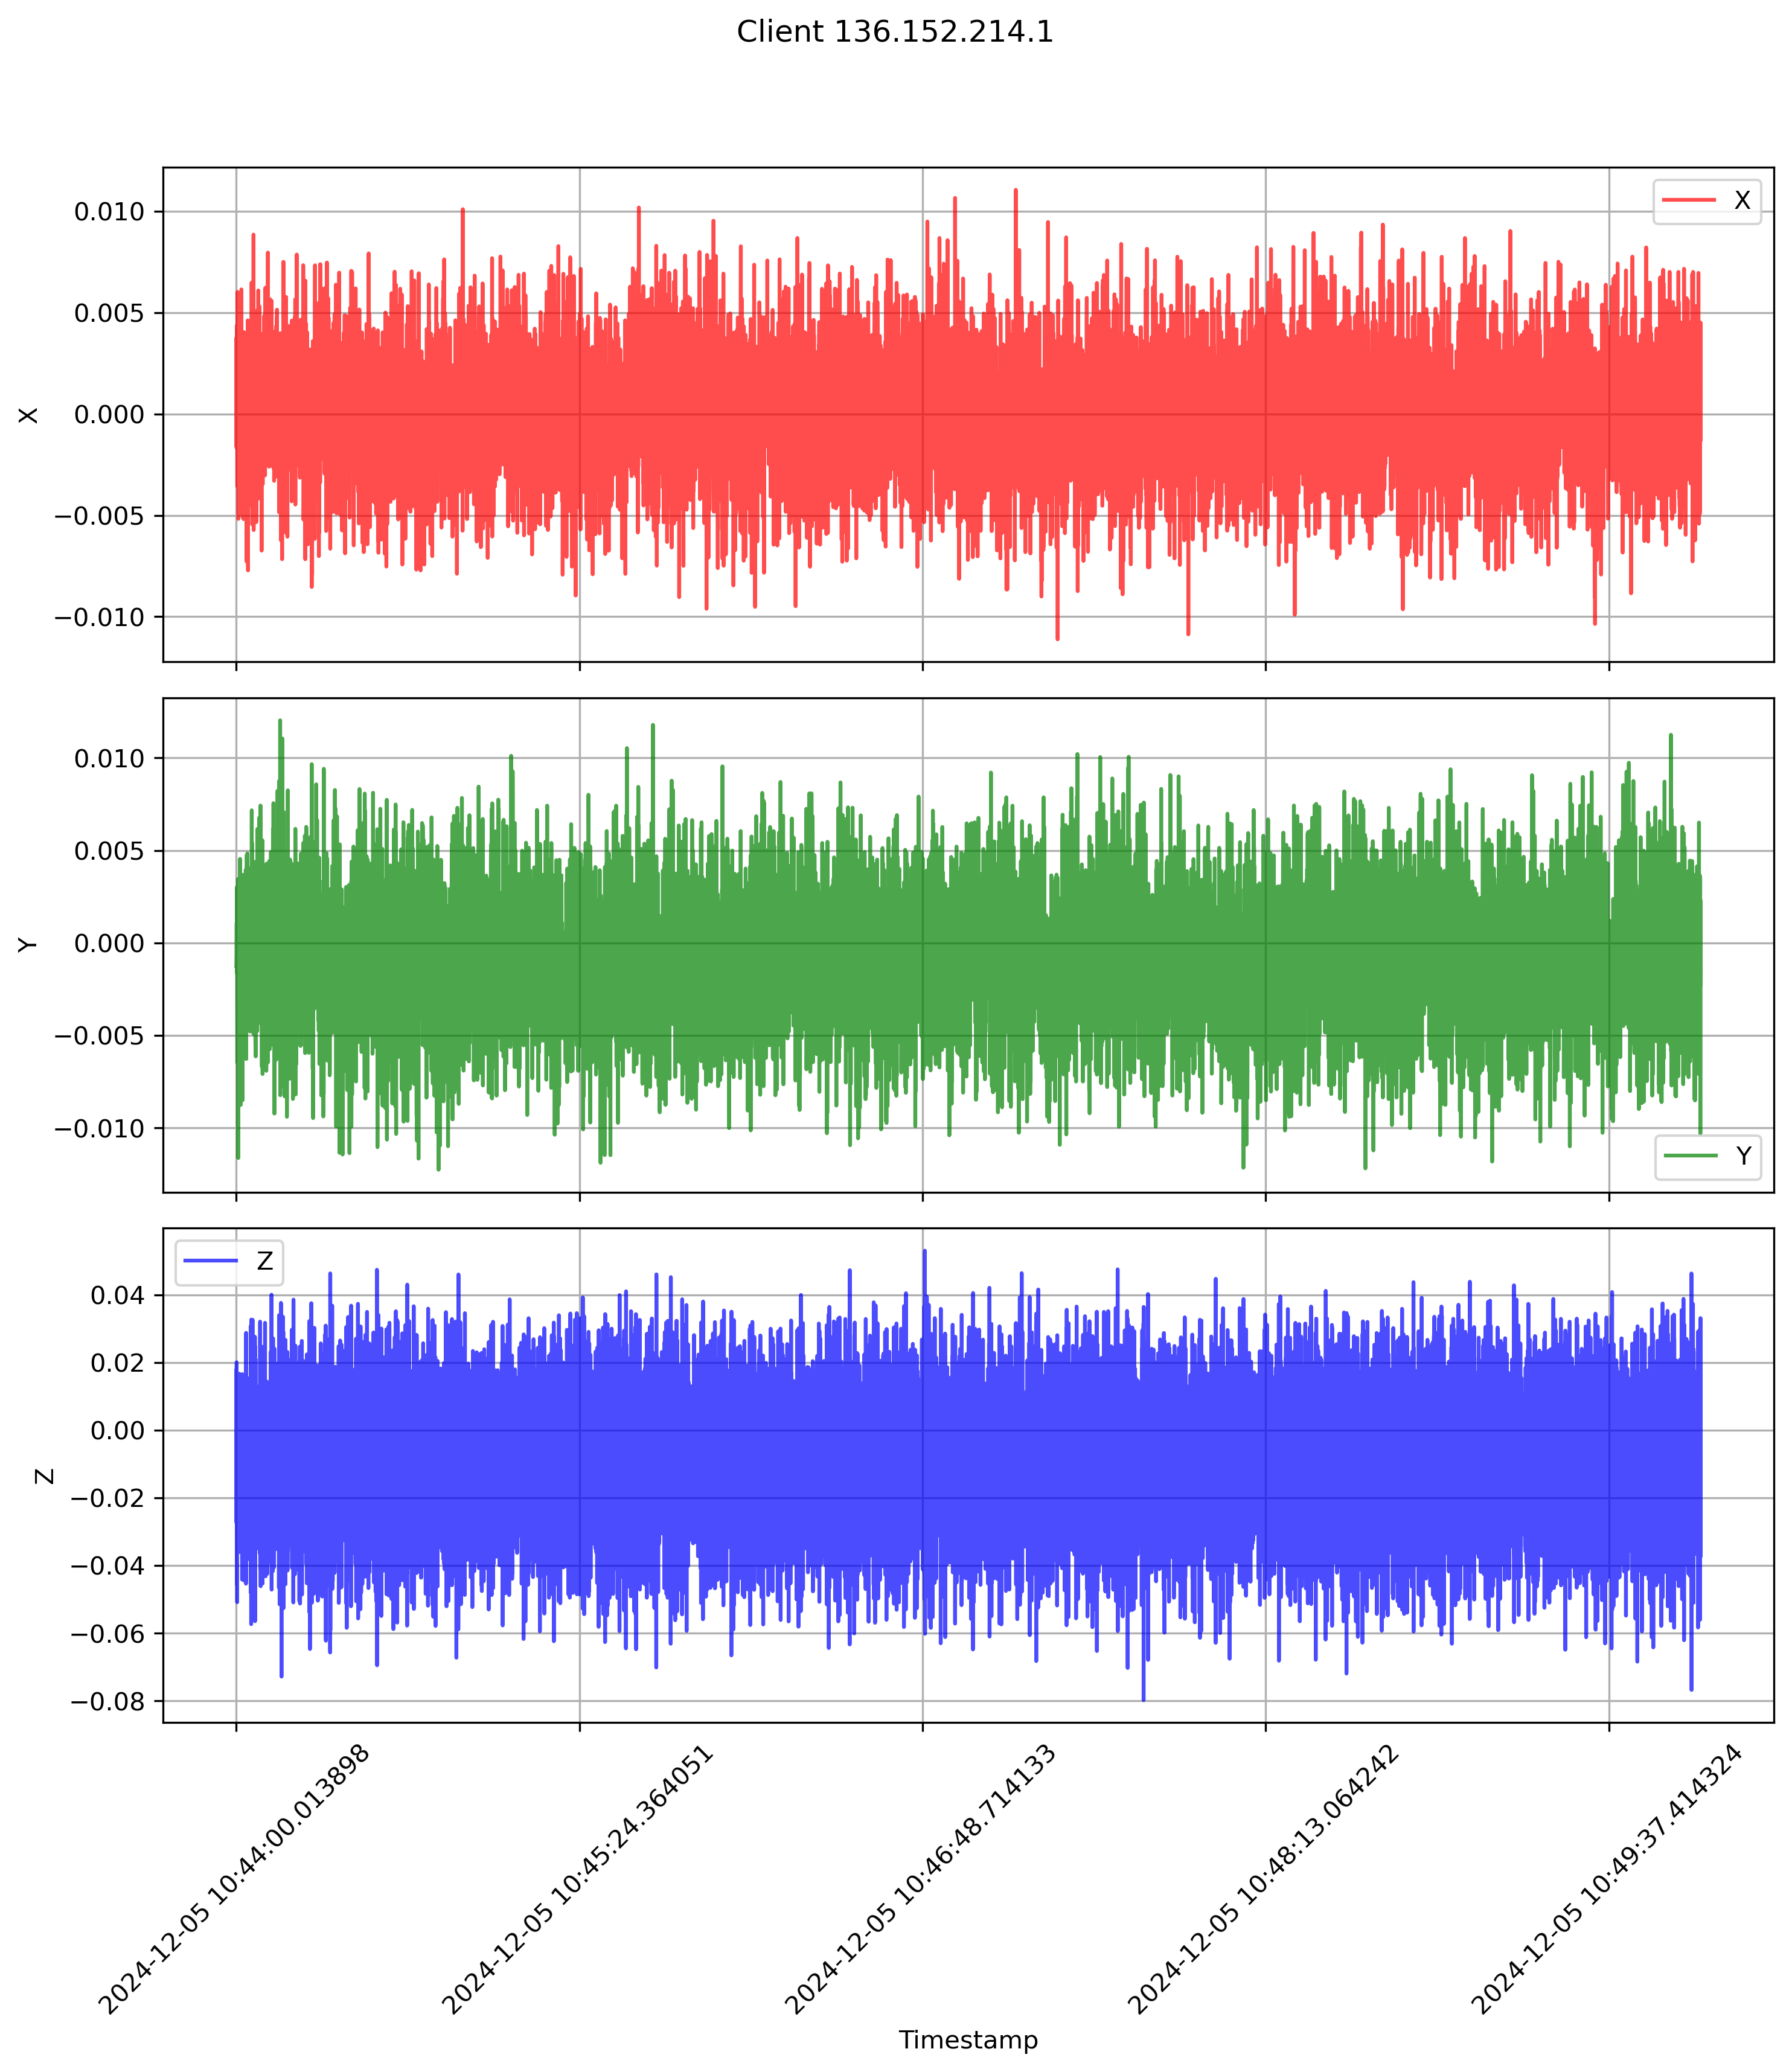 Client 136.152.214.1
X
0.010
0.005
0.000
−0.005
−0.010
X
Y
0.010
0.005
0.000
−0.005
−0.010
Y
Z
0.04
0.02
0.00
−0.02
−0.04
−0.06
−0.08
Z
2024-12-05 10:44:00.013898
2024-12-05 10:45:24.364051
2024-12-05 10:46:48.714133
2024-12-05 10:48:13.064242
2024-12-05 10:49:37.414324
Timestamp